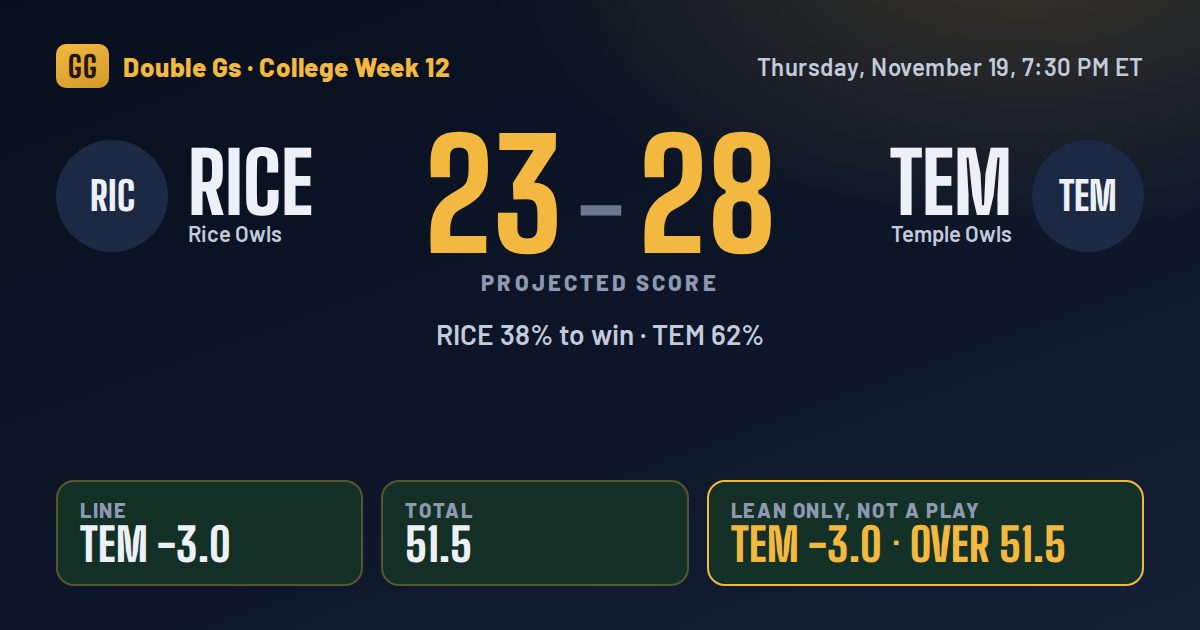 GG Double Gs · College Week 12
Thursday, November 19, 7:30 PM ET
RIC
RICE
Rice Owls
23 – 28
PROJECTED SCORE
RICE 38% to win · TEM 62%
TEM
Temple Owls
TEM
LINE
TEM −3.0
TOTAL
51.5
LEAN ONLY, NOT A PLAY
TEM −3.0 · OVER 51.5